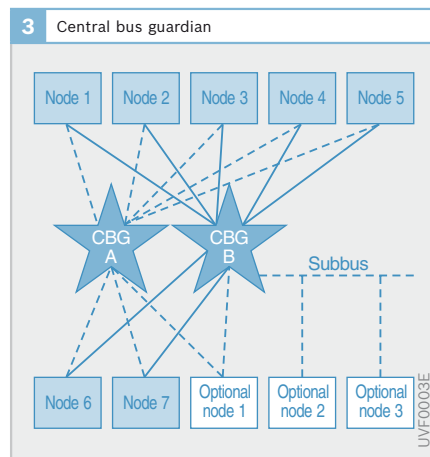 3 Central bus guardian
Node 1 Node 2 Node 3 Node 4 Node 5
CBG
A
CBG
B
Subbus
Node 6 Node 7
Optional
node 1
Optional
node 2
Optional
node 3
UVF0003E